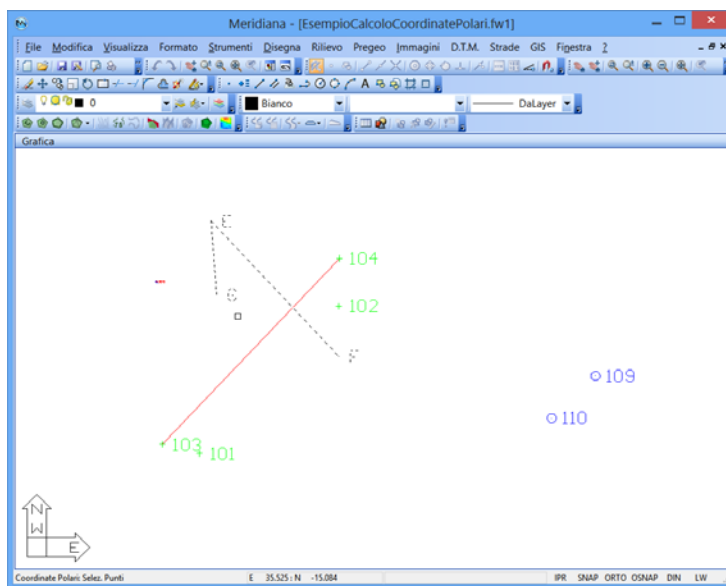 Meridiana - [EsempioCalcoloCoordinatePolari.fw1]
File Modifica Visualizza Formato Strumenti Disegna Rilievo Pregeo Immagini D.T.M. Strade GIS Finestra ?
0 Bianco DaLayer
Grafica
E
104
102
F
109
110
103
101
N
W
E
Coordinate Polari: Selez. Punti E 35.525 : N -15.084 IPR SNAP ORTO OSNAP DIN LW